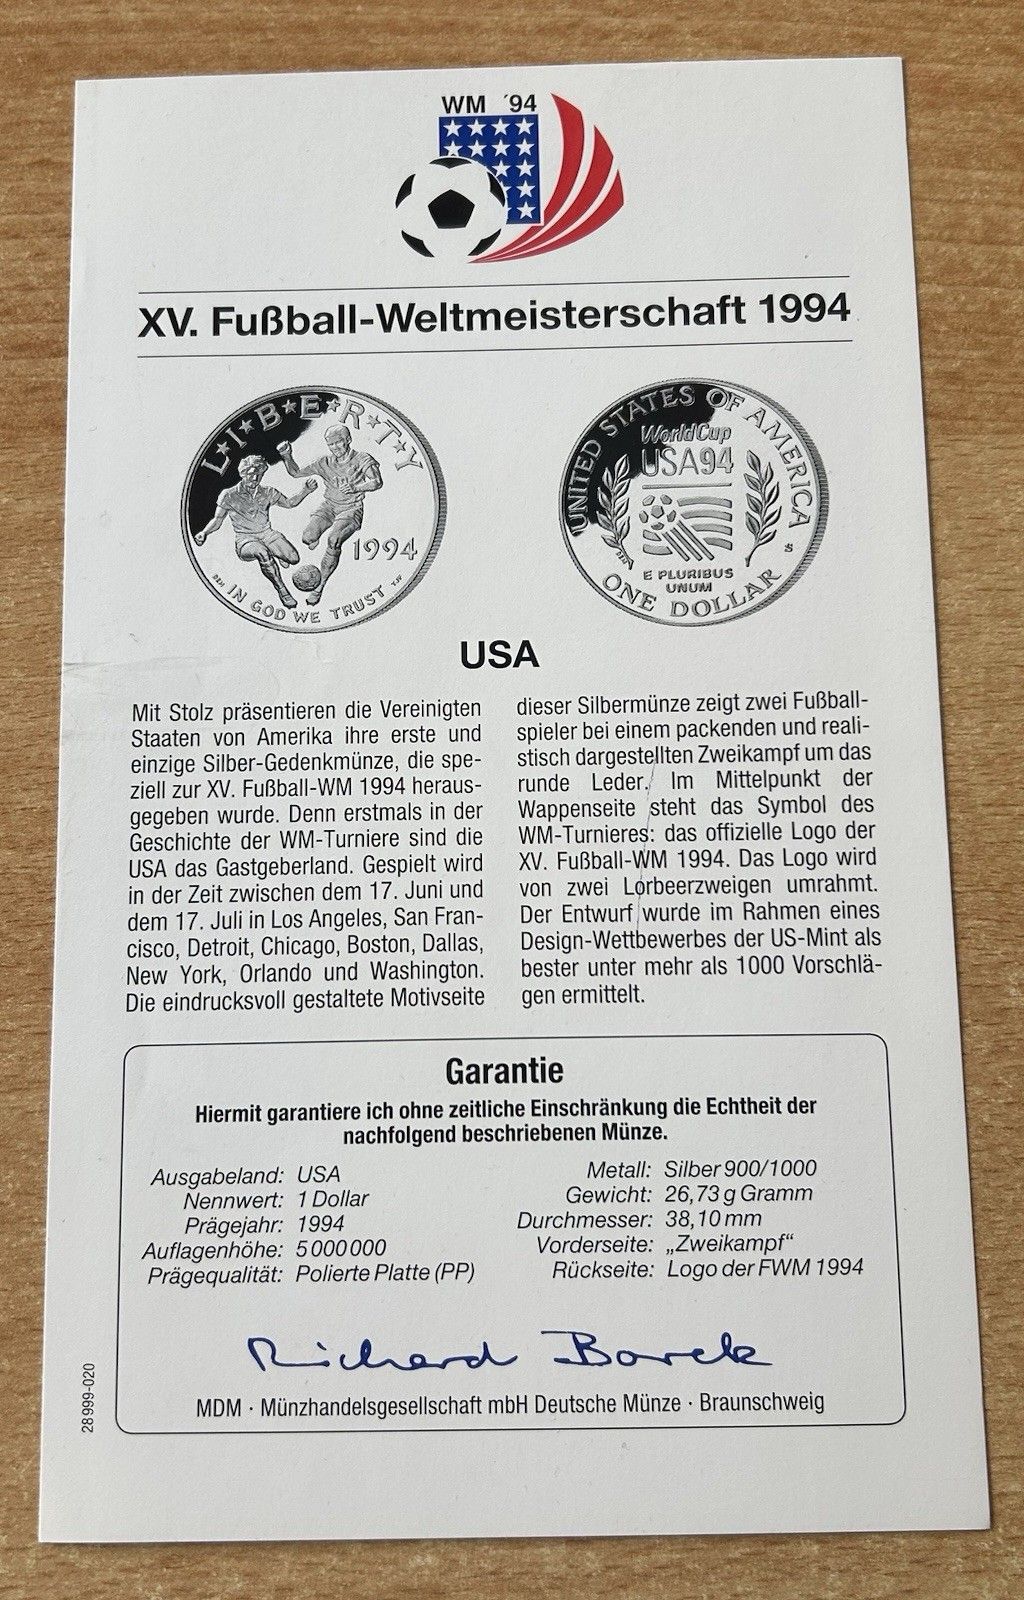 WM ´94
XV. Fußball-Weltmeisterschaft 1994
L★I★B★E★R★T★Y
1994
IN GOD WE TRUST
UNITED STATES OF AMERICA
WorldCup
USA94
S
E PLURIBUS
UNUM
ONE DOLLAR
USA
Mit Stolz präsentieren die Vereinigten
Staaten von Amerika ihre erste und
einzige Silber-Gedenkmünze, die spe-
ziell zur XV. Fußball-WM 1994 heraus-
gegeben wurde. Denn erstmals in der
Geschichte der WM-Turniere sind die
USA das Gastgeberland. Gespielt wird
in der Zeit zwischen dem 17. Juni und
dem 17. Juli in Los Angeles, San Fran-
cisco, Detroit, Chicago, Boston, Dallas,
New York, Orlando und Washington.
Die eindrucksvoll gestaltete Motivseite
dieser Silbermünze zeigt zwei Fußball-
spieler bei einem packenden und reali-
stisch dargestellten Zweikampf um das
runde Leder. Im Mittelpunkt der
Wappenseite steht das Symbol des
WM-Turnieres: das offizielle Logo der
XV. Fußball-WM 1994. Das Logo wird
von zwei Lorbeerzweigen umrahmt.
Der Entwurf wurde im Rahmen eines
Design-Wettbewerbes der US-Mint als
bester unter mehr als 1000 Vorschlä-
gen ermittelt.
Garantie
Hiermit garantiere ich ohne zeitliche Einschränkung die Echtheit der
nachfolgend beschriebenen Münze.
Ausgabeland: USA
Nennwert: 1 Dollar
Prägejahr: 1994
Auflagenhöhe: 5 000 000
Prägequalität: Polierte Platte (PP)
Metall: Silber 900/1000
Gewicht: 26,73 g Gramm
Durchmesser: 38,10 mm
Vorderseite: „Zweikampf“
Rückseite: Logo der FWM 1994
Richard Borek
MDM · Münzhandelsgesellschaft mbH Deutsche Münze · Braunschweig
28 999-020